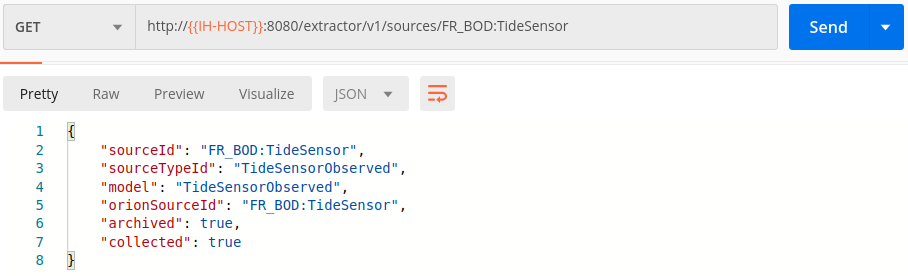 GET http://{{IH-HOST}}:8080/extractor/v1/sources/FR_BOD:TideSensor Send
Pretty Raw Preview Visualize JSON
1 {
2 "sourceId": "FR_BOD:TideSensor",
3 "sourceTypeId": "TideSensorObserved",
4 "model": "TideSensorObserved",
5 "orionSourceId": "FR_BOD:TideSensor",
6 "archived": true,
7 "collected": true
8 }